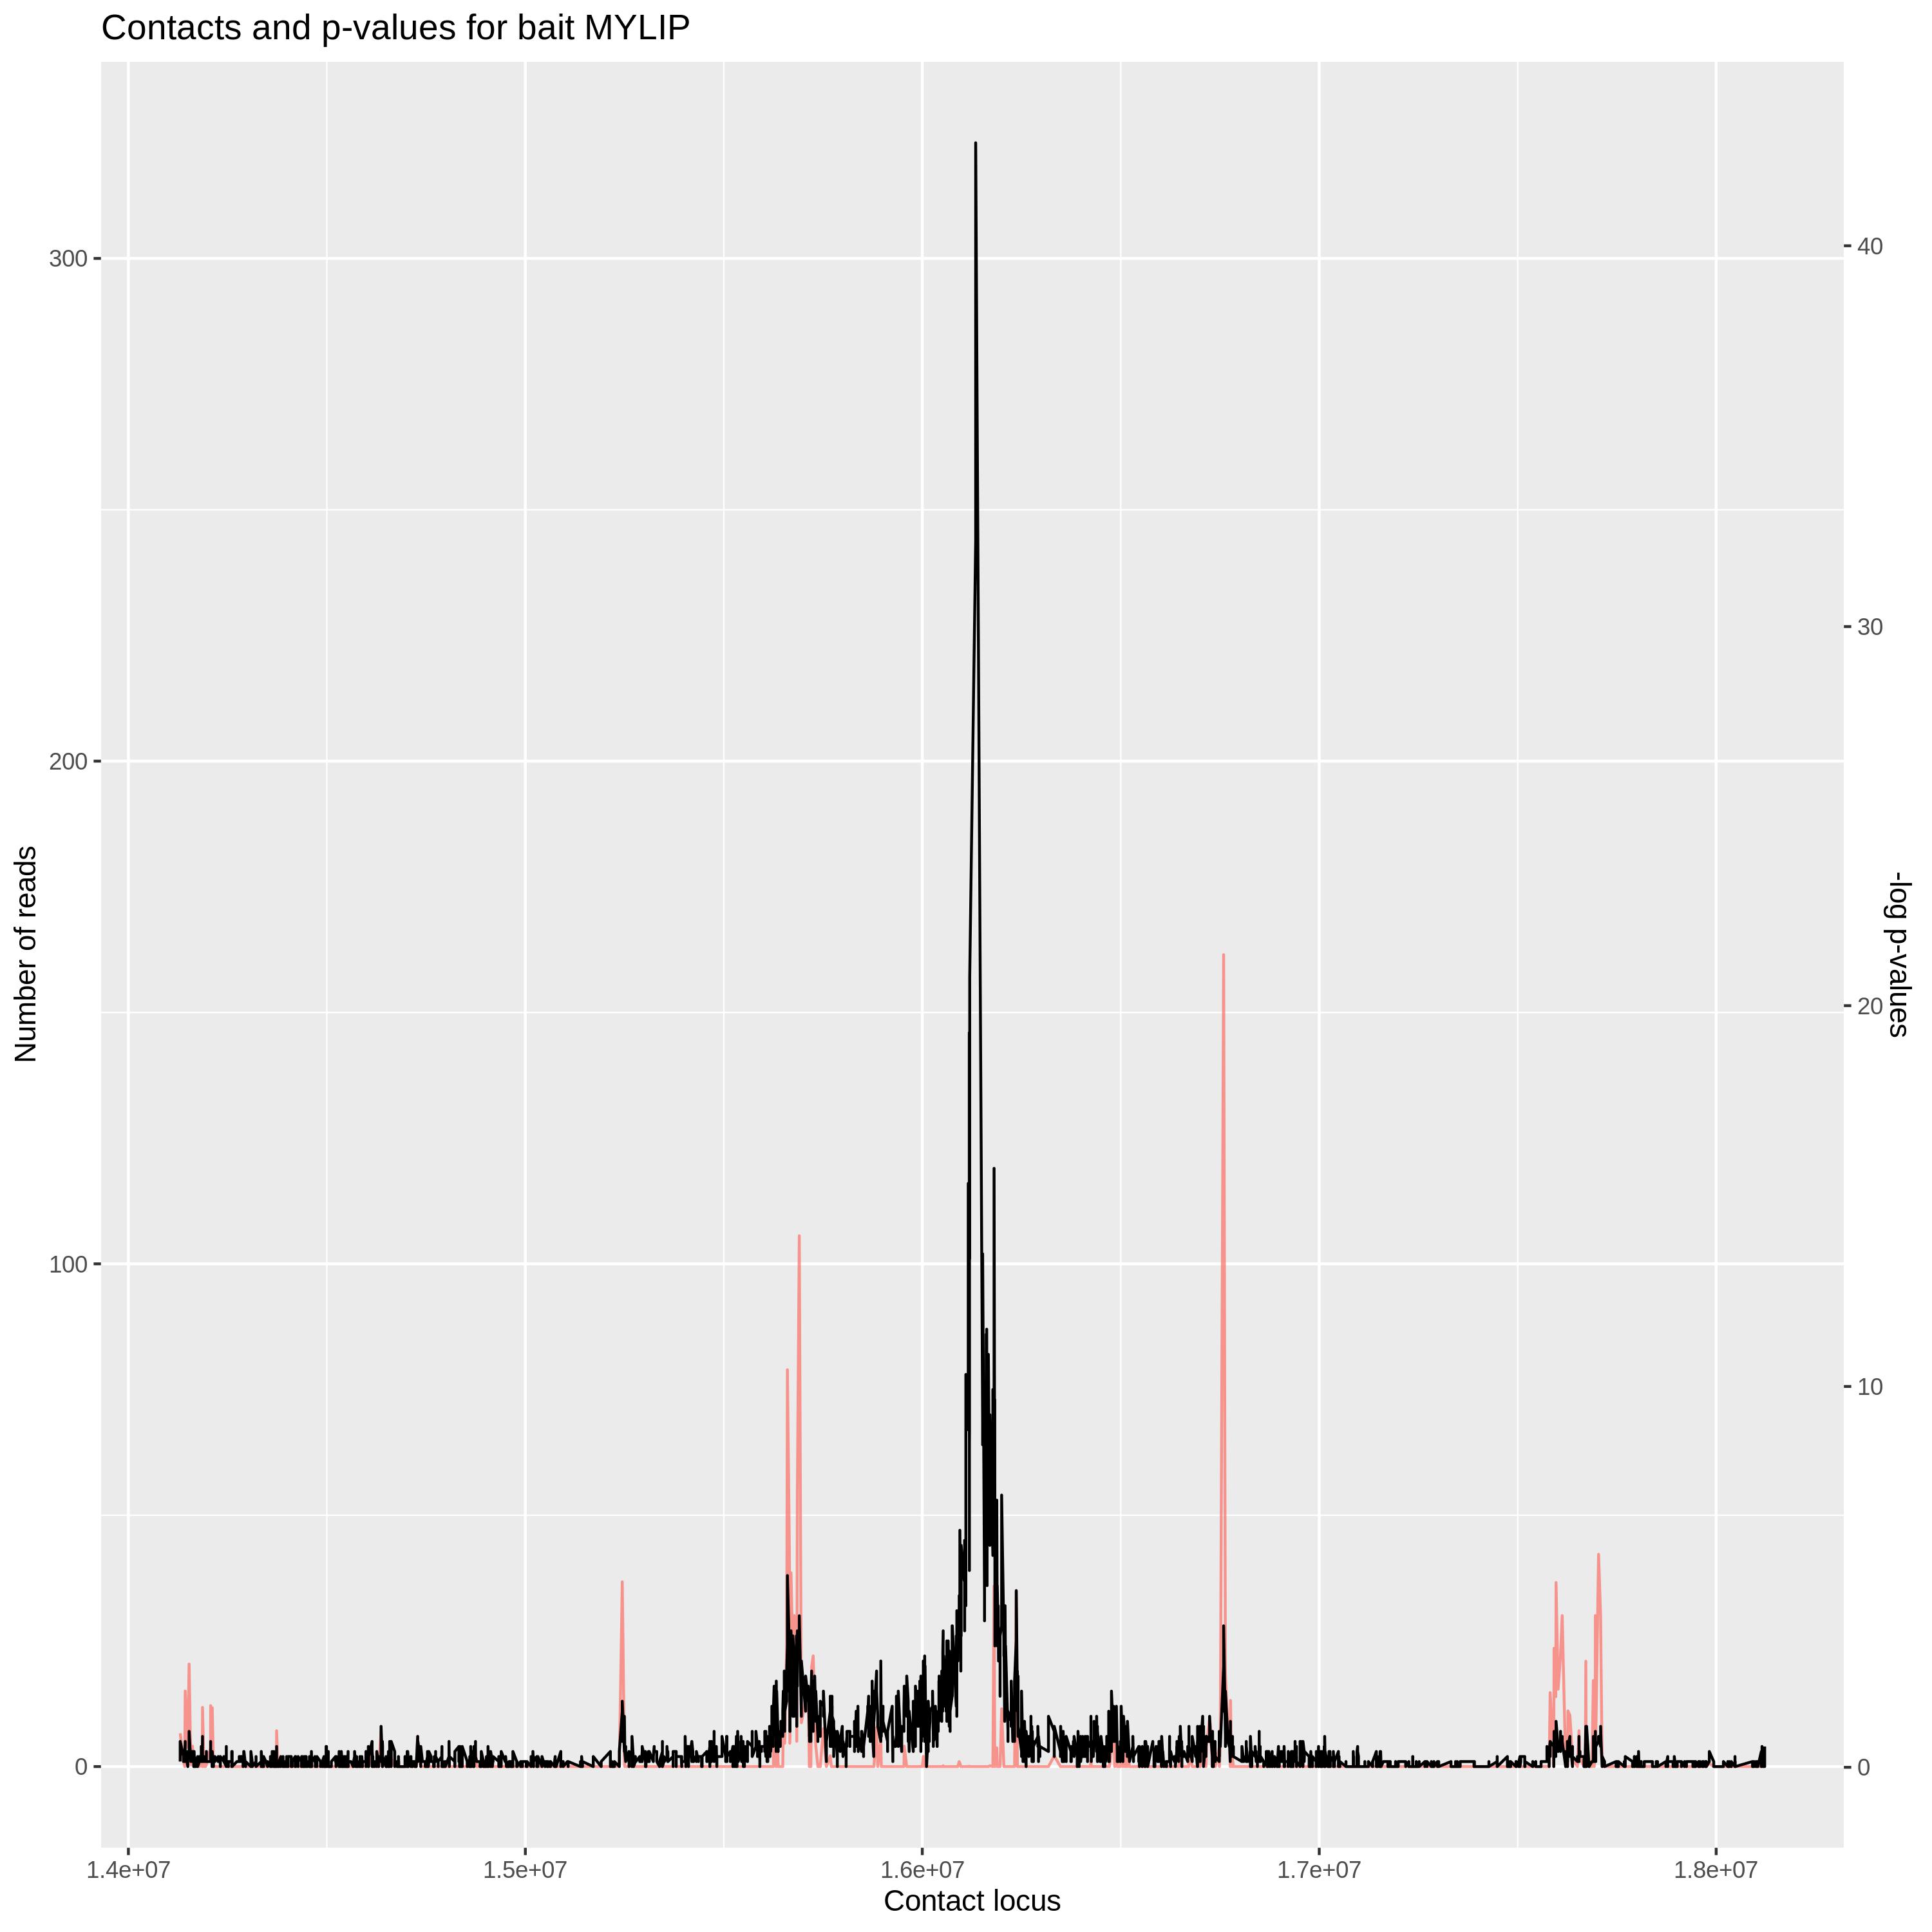 Contacts and p-values for bait MYLIP
Number of reads
300
200
100
0
40
30
20
10
0
-log p-values
1.4e+07
1.5e+07
1.6e+07
1.7e+07
1.8e+07
Contact locus